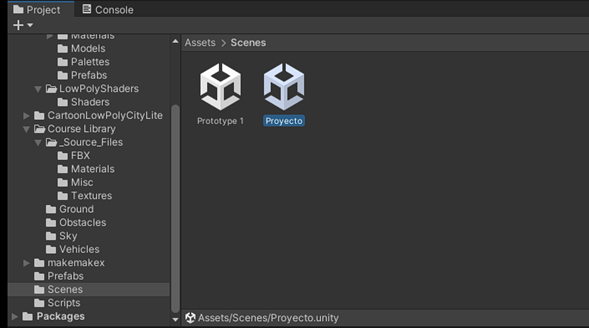 Project Console
Materials
Models
Palettes
Prefabs
LowPolyShaders
Shaders
CartoonLowPolyCityLite
Course Library
_Source_Files
FBX
Materials
Misc
Textures
Ground
Obstacles
Sky
Vehicles
makemakex
Prefabs
Scenes
Scripts
Packages
Assets > Scenes
Prototype 1
Proyecto
Assets/Scenes/Proyecto.unity